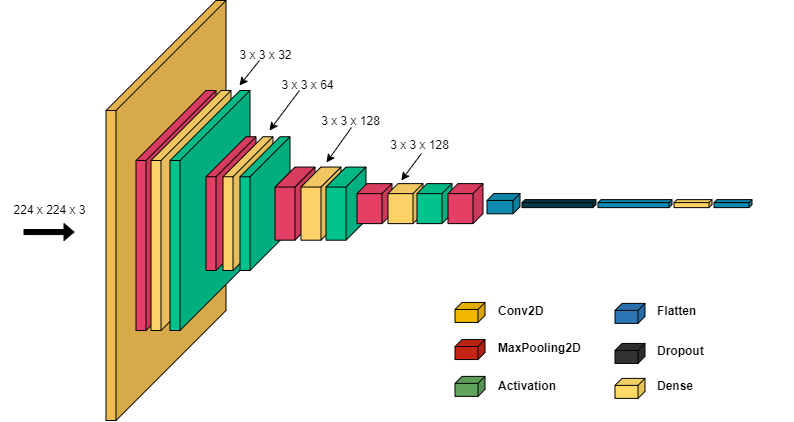 3 x 3 x 32
3 x 3 x 64
3 x 3 x 128
3 x 3 x 128
224 x 224 x 3
Conv2D
Flatten
MaxPooling2D
Dropout
Activation
Dense